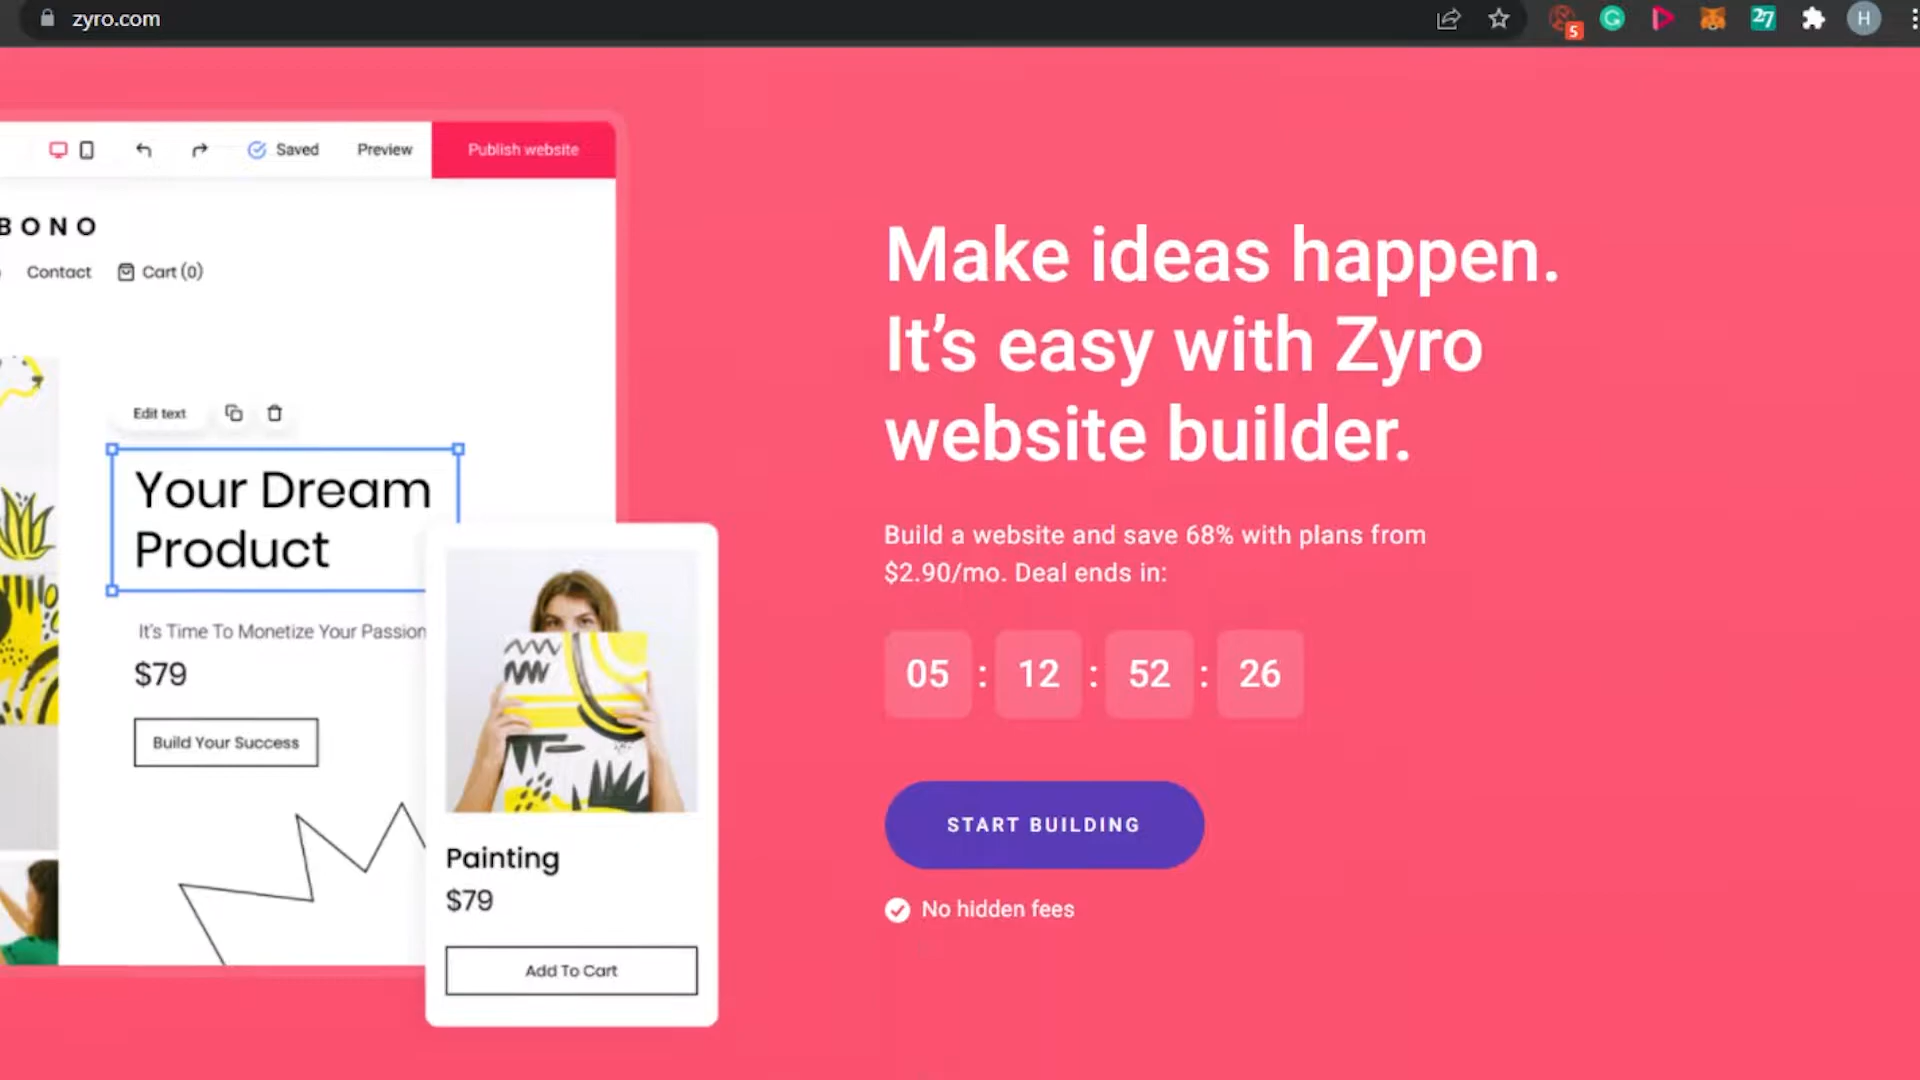 zyro.com
5
27
H
Saved
Preview
Publish website
BONO
Contact
Cart (0)
Edit text
Your Dream
Product
It's Time To Monetize Your Passion
$79
Build Your Success
Painting
$79
Add To Cart
Make ideas happen.
It’s easy with Zyro
website builder.
Build a website and save 68% with plans from
$2.90/mo. Deal ends in:
05 : 12 : 52 : 26
START BUILDING
No hidden fees